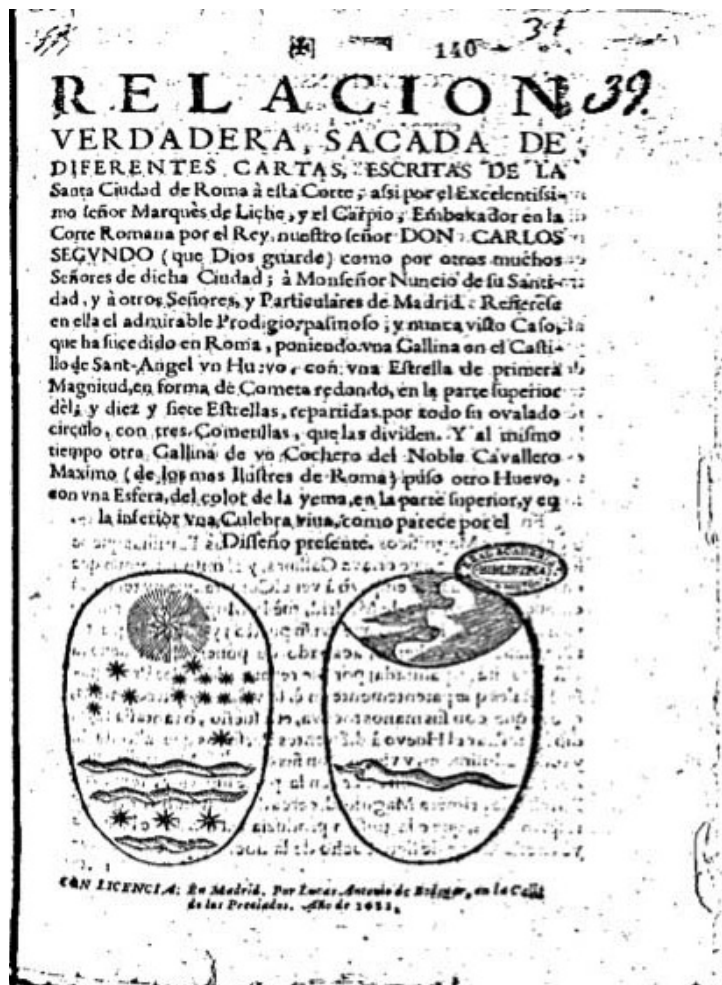 140 37
RELACION 39.
VERDADERA, SACADA DE
DIFERENTES CARTAS, ESCRITAS DE LA
Santa Ciudad de Roma à esta Corte; assi por el Excelentissi-
mo señor Marquès de Liche, y el Carpio, Embaxador en la
Corte Romana por el Rey nuestro señor DON CARLOS
SEGVNDO (que Dios guarde) como por otros muchos
Señores de dicha Ciudad; à Monseñor Nuncio de su Santi-
dad, y à otros Señores, y Particulares de Madrid. Refierese
en ella el admirable Prodigio, pasmoso, y nunca visto Caso,
que ha sucedido en Roma, poniendo vna Gallina en el Casti-
llo de Sant-Angel vn Huevo, con vna Estrella de primera
Magnitud, en forma de Cometa redondo, en la parte superior
dèl; y diez y siete Estrellas, repartidas por todo su ovalado
circulo, con tres Cometillas, que las dividen. Y al mismo
tiempo otra Gallina de vn Cochero del Noble Cavallero
Maximo (de los mas Ilustres de Roma) puso otro Huevo,
con vna Esfera, del color de la yema, en la parte superior, y en
la inferior vna Culebra viua, como parece por el
Disseño presente.
REAL ACADEMIA
BIBLIOTECA
CON LICENCIA: En Madrid. Por Lucas Antonio de Bedmar, en la Calle
de los Preciados. Año de